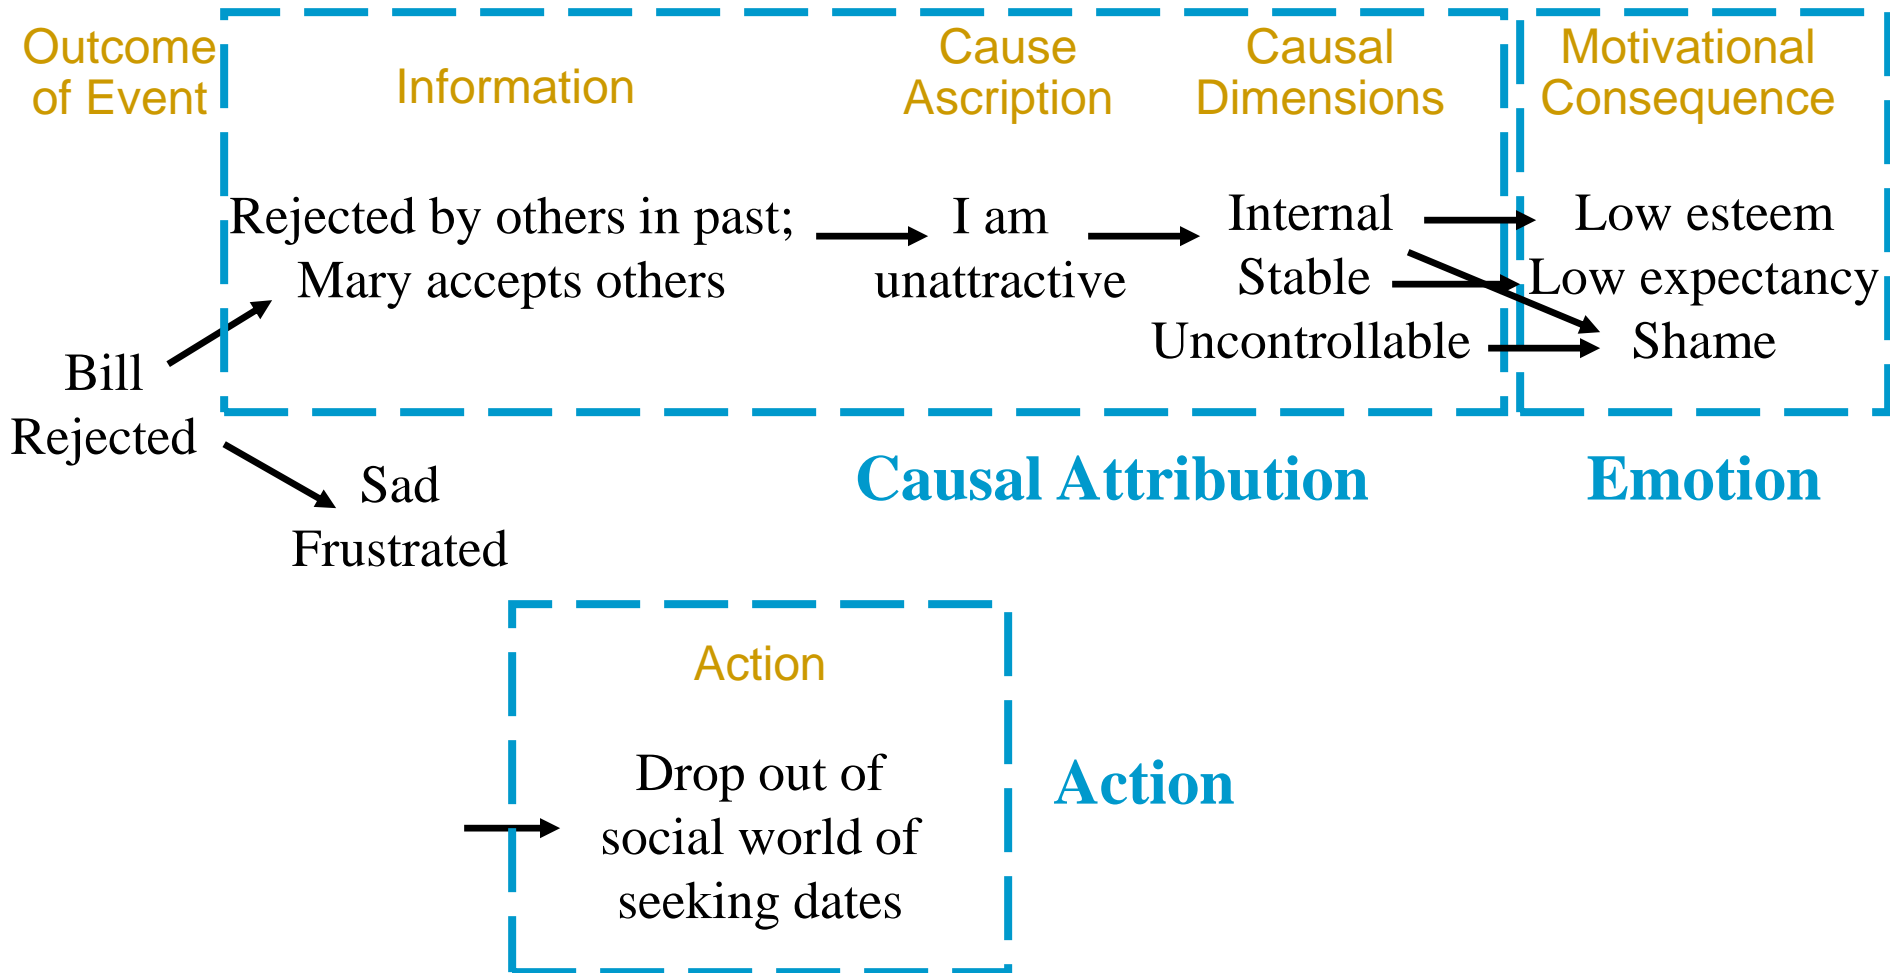 Outcome
of Event
Information
Cause
Ascription
Causal
Dimensions
Motivational
Consequence
Rejected by others in past;
Mary accepts others
I am
unattractive
Internal
Stable
Uncontrollable
Low esteem
Low expectancy
Shame
Bill
Rejected
Sad
Frustrated
Causal Attribution
Emotion
Action
Drop out of
social world of
seeking dates
Action